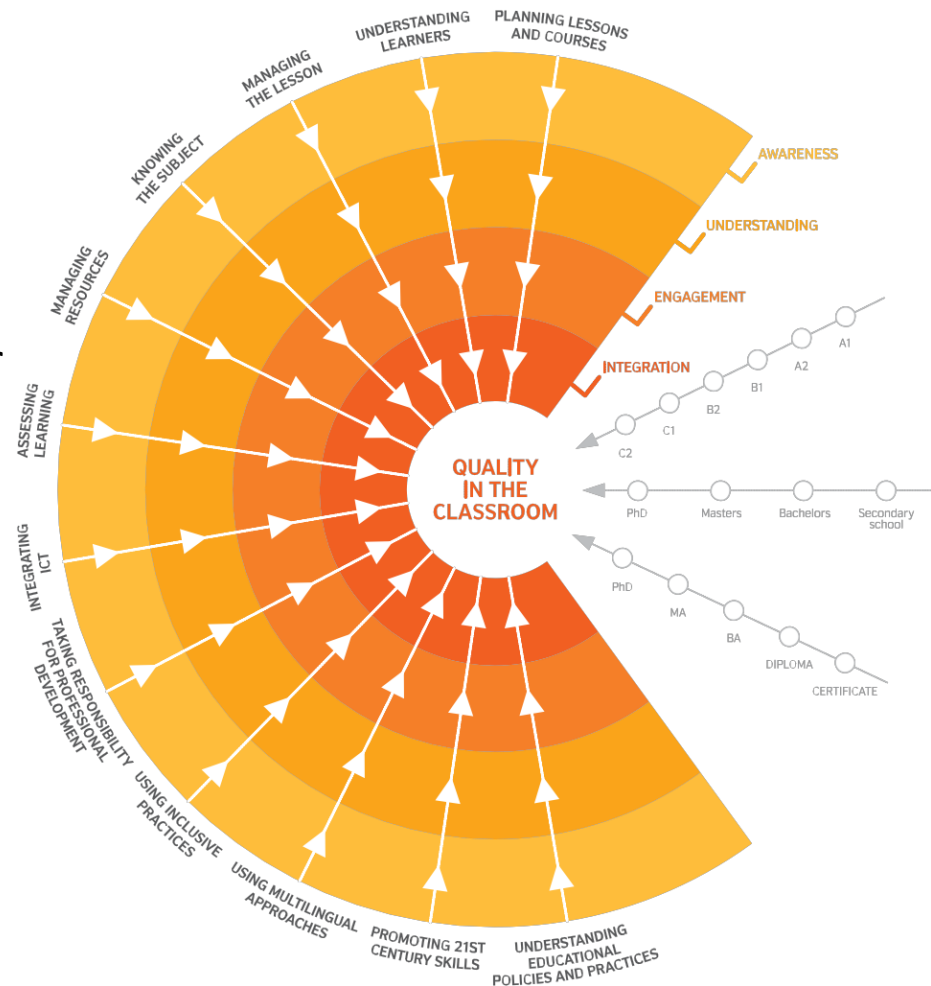 PLANNING LESSONS
AND COURSES
UNDERSTANDING
LEARNERS
MANAGING
THE LESSON
KNOWING
THE SUBJECT
MANAGING
RESOURCES
ASSESSING
LEARNING
INTEGRATING
ICT
TAKING RESPONSIBILITY
FOR PROFESSIONAL
DEVELOPMENT
USING INCLUSIVE
PRACTICES
USING MULTILINGUAL
APPROACHES
PROMOTING 21ST
CENTURY SKILLS
UNDERSTANDING
EDUCATIONAL
POLICIES AND PRACTICES
AWARENESS
UNDERSTANDING
ENGAGEMENT
INTEGRATION
QUALITY
IN THE
CLASSROOM
A1
A2
B1
B2
C1
C2
PhD
Masters
Bachelors
Secondary
school
PhD
MA
BA
DIPLOMA
CERTIFICATE